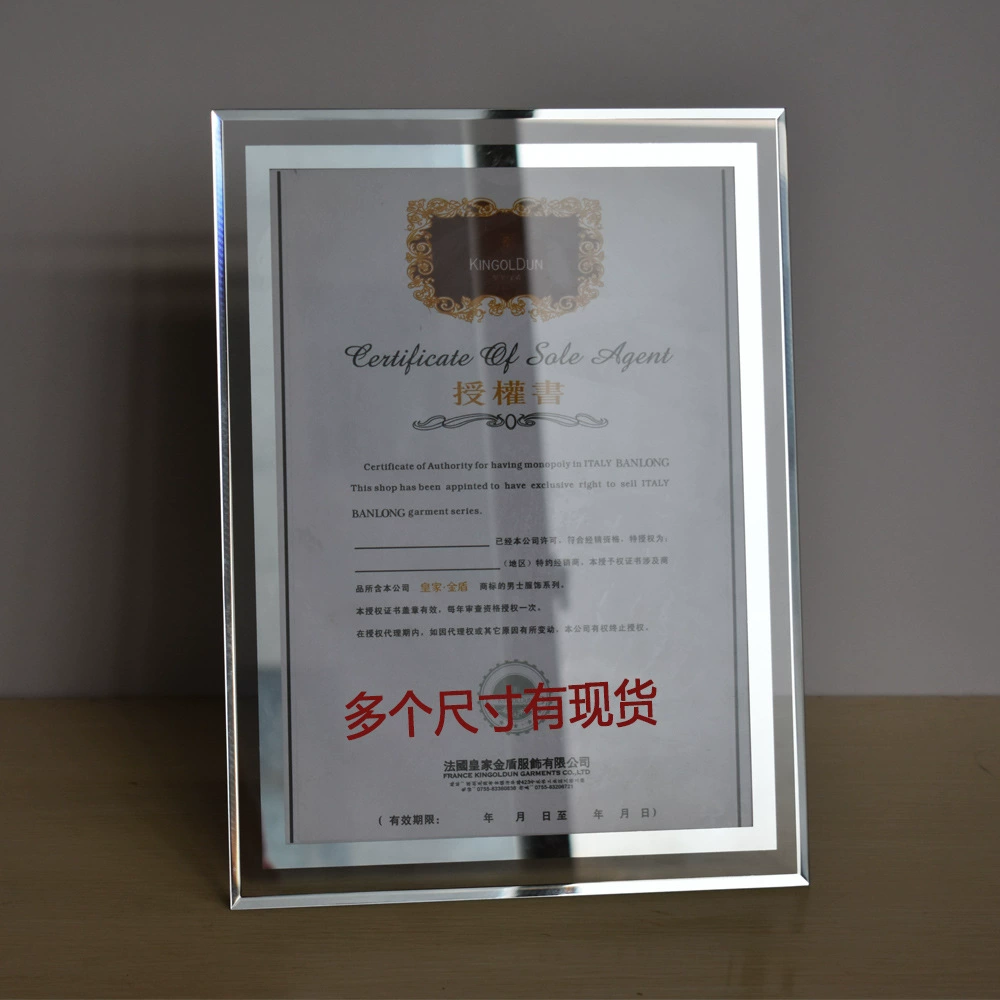 KINGOLDUN
Certificate Of Sole Agent
授權書
Certificate of Authority for having monopoly in ITALY BANLONG
This shop has been appinted to have exclusive right to sell ITALY
BANLONG garment series.
已经本公司许可、符合经销资格，特授权为：
（地区）特约经销商。本授予权证书涉及商
品所含本公司 皇家·金盾 商标的男士服饰系列。
本授权证书盖章有效，每年审查资格授权一次。
在授权代理期内，如因代理权或其它原因有所变动，本公司有权终止授权。
多个尺寸有现货
法國皇家金盾服飾有限公司
FRANCE KINGOLDUN GARMENTS CO.,LTD
(有效期限： 年 月 日至 年 月 日)